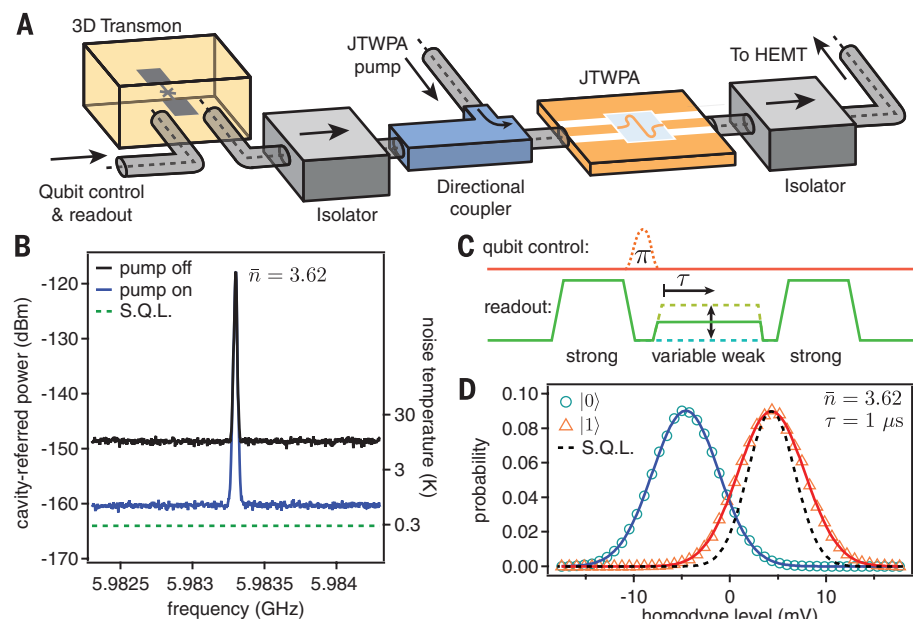 A
3D Transmon
JTWPA
pump
JTWPA
To HEMT
Qubit control
& readout
Isolator
Directional
coupler
Isolator
B
pump off
pump on
S.Q.L.
n̄ = 3.62
-120
-130
-140
-150
-160
-170
cavity-referred power (dBm)
30
3
0.3
noise temperature (K)
5.9825
5.983
5.9835
5.984
frequency (GHz)
C
qubit control:
π
readout:
τ
strong
variable weak
strong
D
|0⟩
|1⟩
S.Q.L.
n̄ = 3.62
τ = 1 μs
0.10
0.08
0.06
0.04
0.02
0.00
probability
-10
0
10
homodyne level (mV)